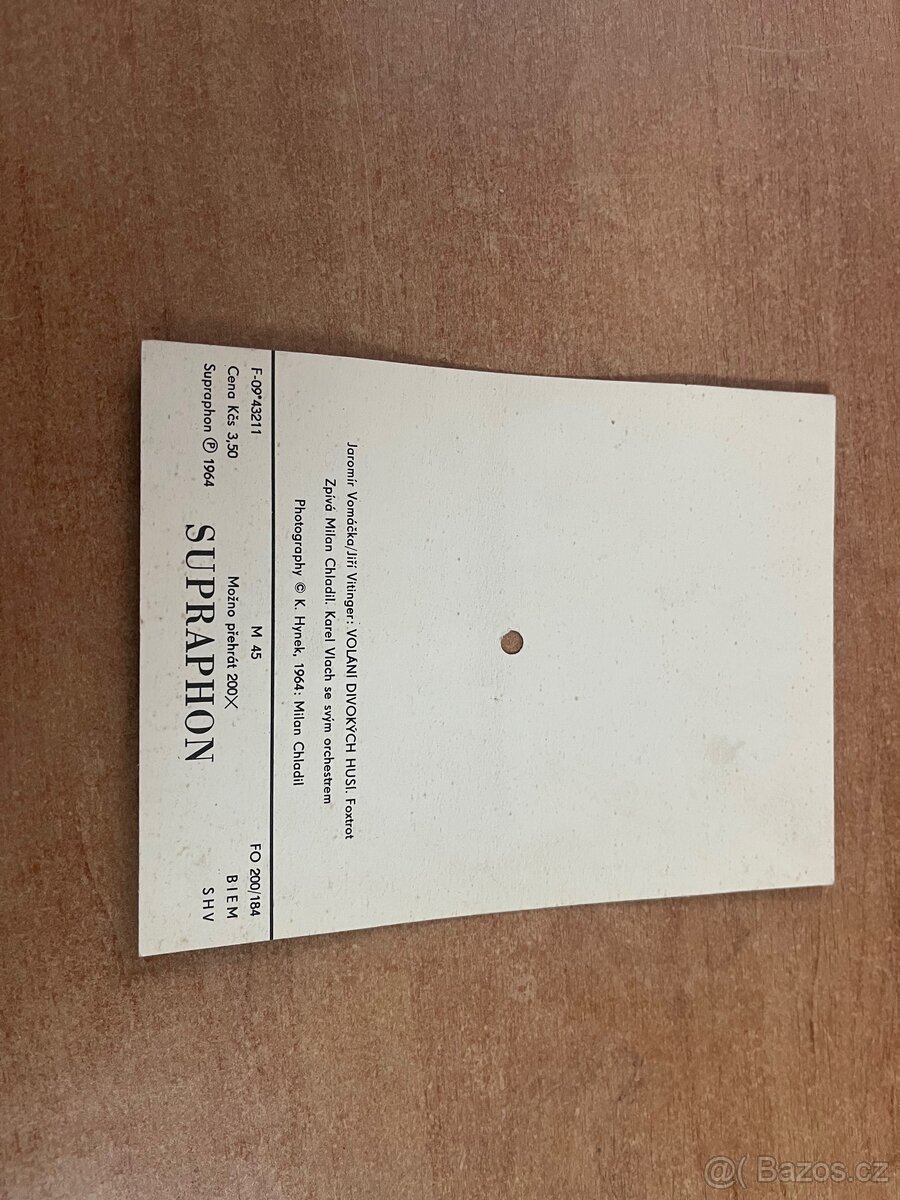 Jaromír Vomáčka/Jiří Vitinger: VOLÁNÍ DIVOKÝCH HUSÍ. Foxtrot
Zpívá Milan Chladil. Karel Vlach se svým orchestrem
Photography © K. Hynek, 1964: Milan Chladil
F-09*43211 M 45 FO 200/184
Cena Kčs 3,50 Možno přehrát 200X BIEM
Supraphon Ⓟ 1964 SUPRAPHON SHV
@( Bazos.cz